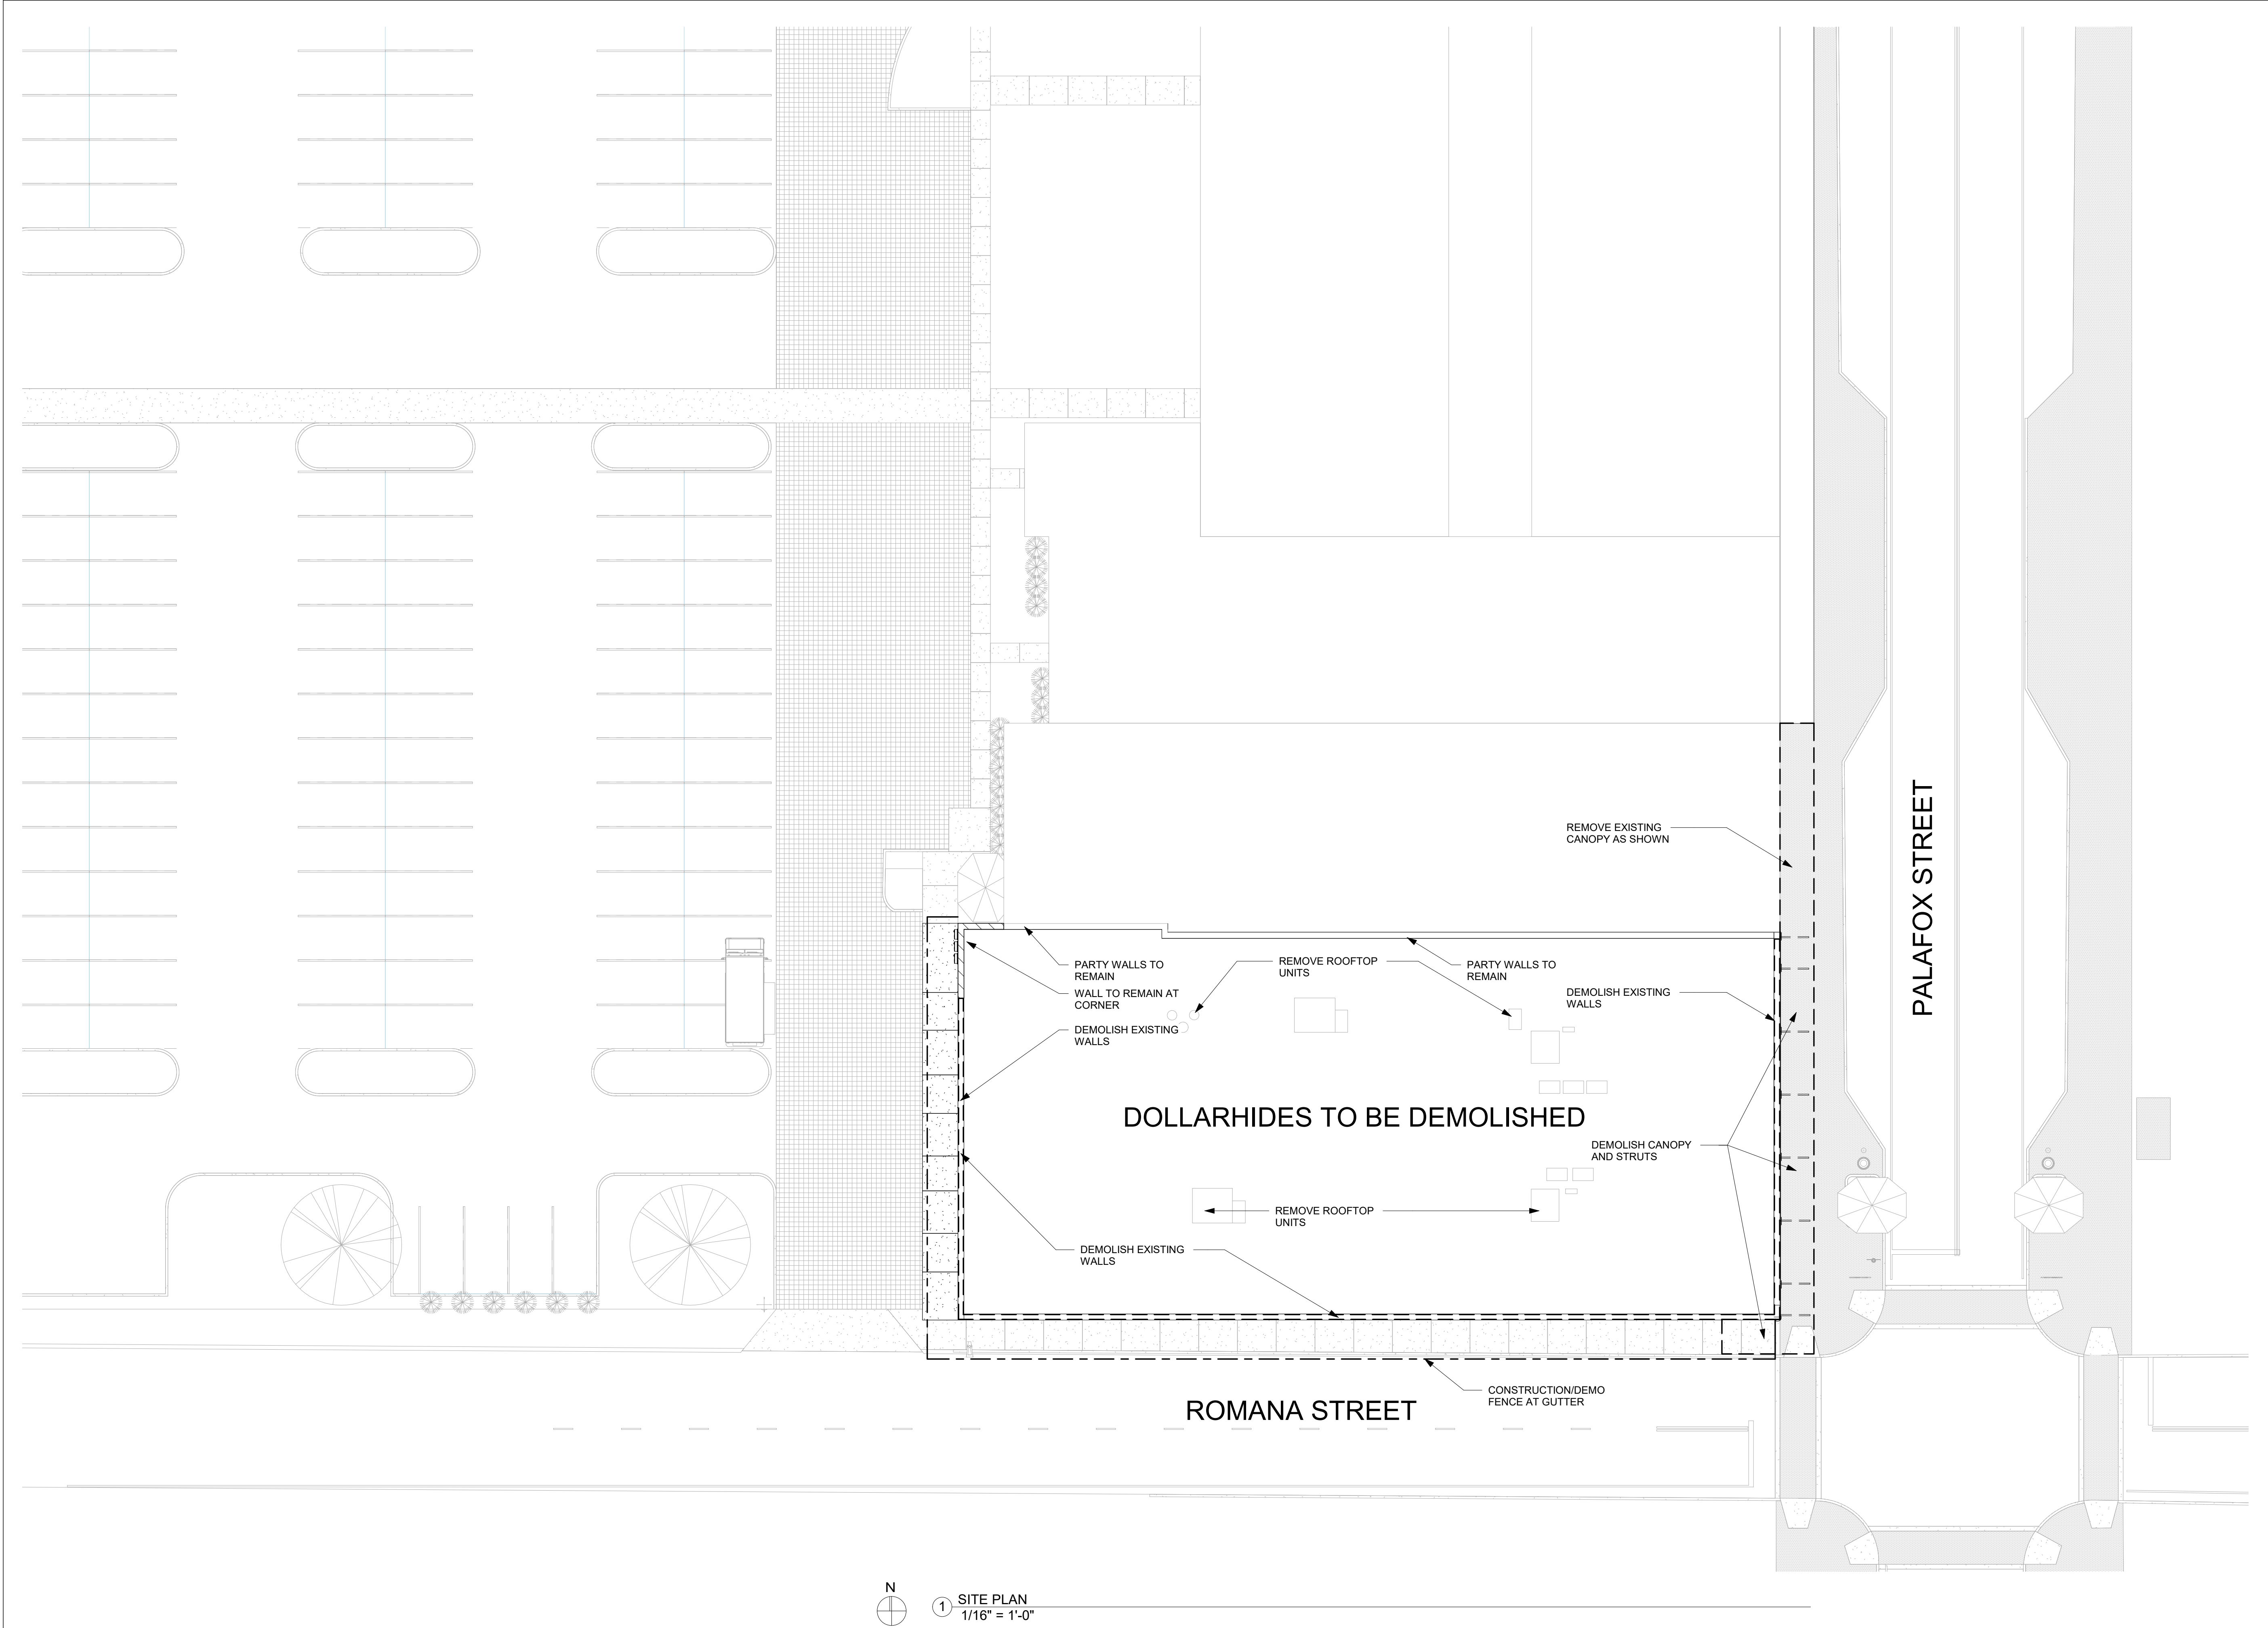 REMOVE EXISTING
CANOPY AS SHOWN
PALAFOX STREET
PARTY WALLS TO
REMAIN
REMOVE ROOFTOP
UNITS
PARTY WALLS TO
REMAIN
WALL TO REMAIN AT
CORNER
DEMOLISH EXISTING
WALLS
DEMOLISH EXISTING
WALLS
DOLLARHIDES TO BE DEMOLISHED
DEMOLISH CANOPY
AND STRUTS
REMOVE ROOFTOP
UNITS
DEMOLISH EXISTING
WALLS
CONSTRUCTION/DEMO
FENCE AT GUTTER
ROMANA STREET
N
1 SITE PLAN
1/16" = 1'-0"